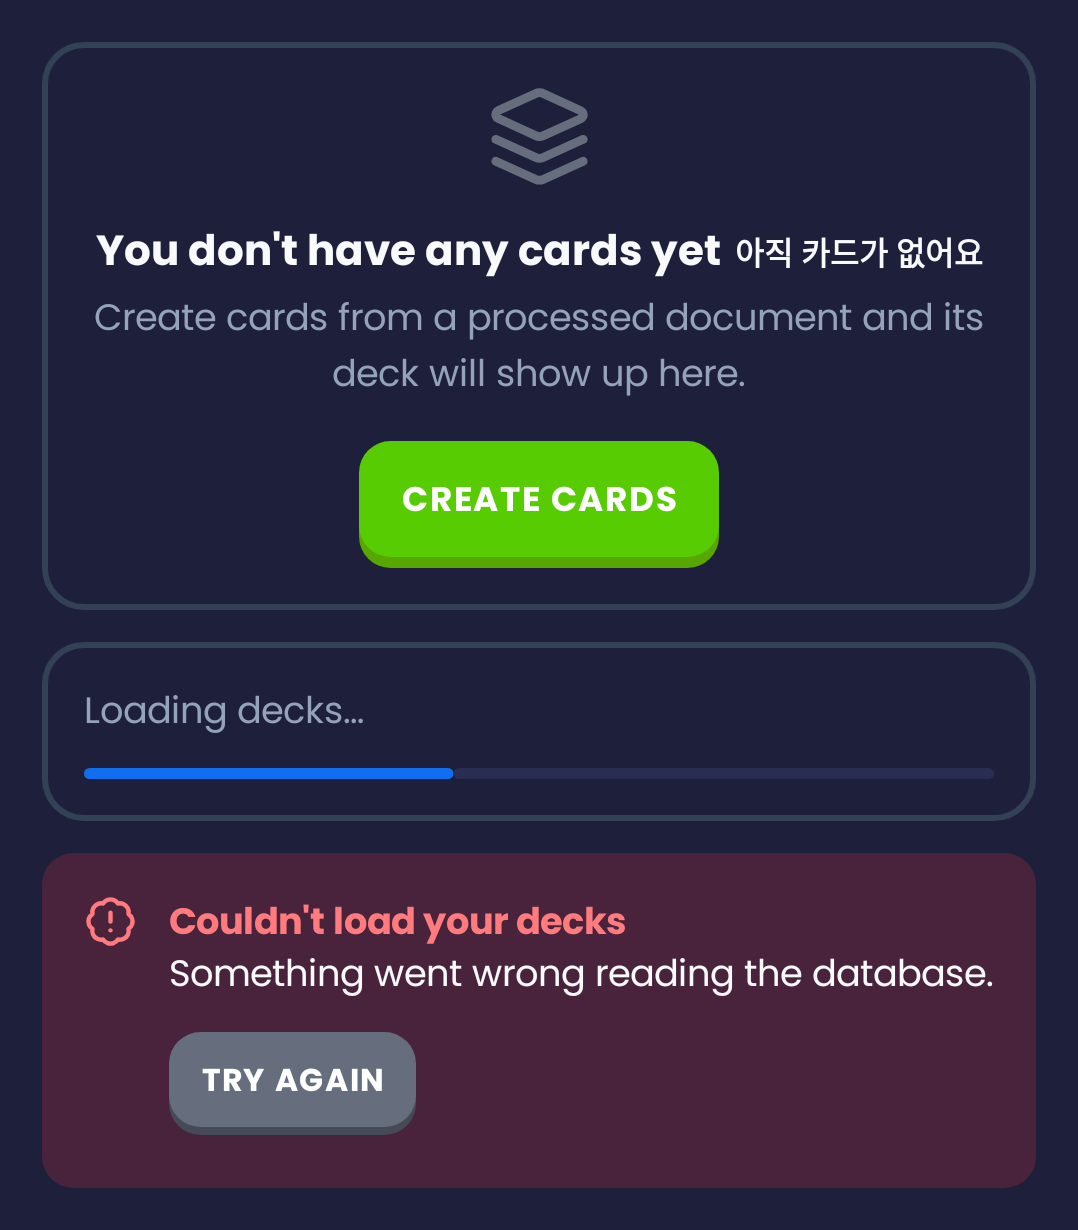 You don't have any cards yet 아직 카드가 없어요
Create cards from a processed document and its
deck will show up here.
CREATE CARDS
Loading decks...
Couldn't load your decks
Something went wrong reading the database.
TRY AGAIN